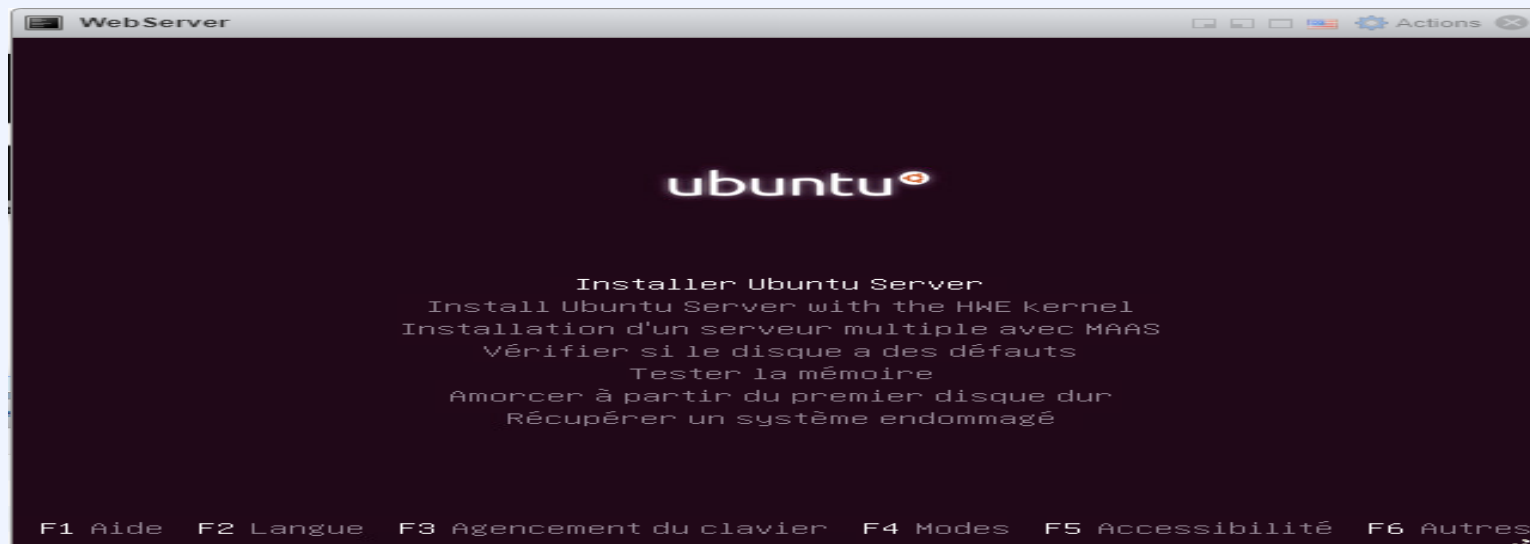 WebServer Actions
ubuntu
Installer Ubuntu Server
Install Ubuntu Server with the HWE kernel
Installation d'un serveur multiple avec MAAS
Vérifier si le disque a des défauts
Tester la mémoire
Amorcer à partir du premier disque dur
Récupérer un système endommagé
F1 Aide F2 Langue F3 Agencement du clavier F4 Modes F5 Accessibilité F6 Autres